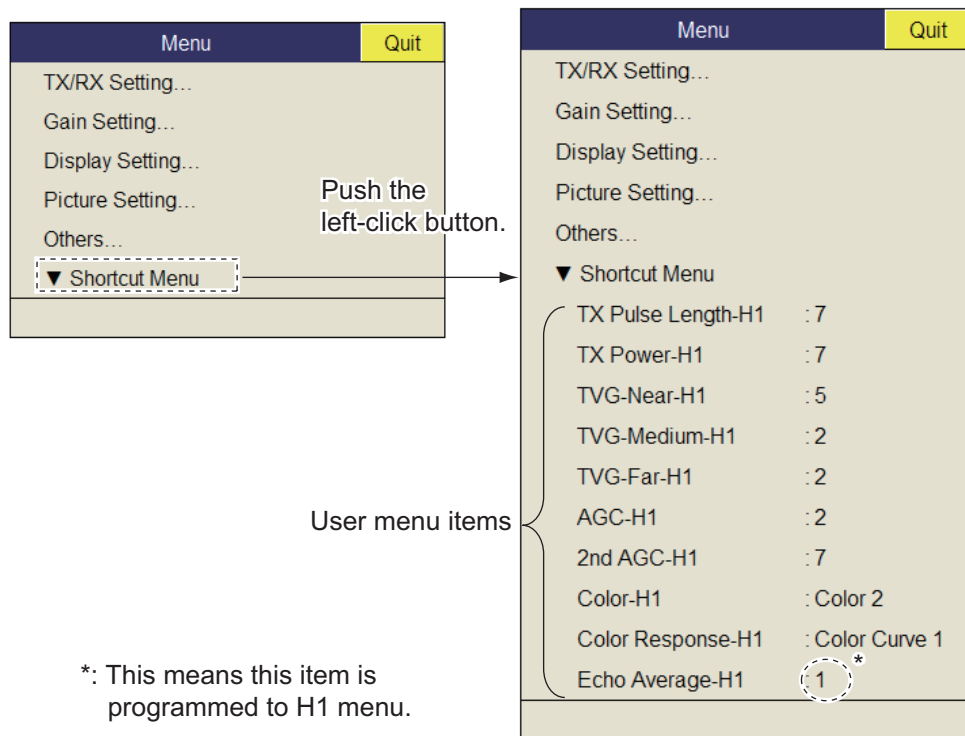 Menu Quit
TX/RX Setting...
Gain Setting...
Display Setting...
Picture Setting...
Others...
▼ Shortcut Menu
Push the
left-click button.
Menu Quit
TX/RX Setting...
Gain Setting...
Display Setting...
Picture Setting...
Others...
▼ Shortcut Menu
TX Pulse Length-H1 : 7
TX Power-H1 : 7
TVG-Near-H1 : 5
TVG-Medium-H1 : 2
TVG-Far-H1 : 2
AGC-H1 : 2
2nd AGC-H1 : 7
Color-H1 : Color 2
Color Response-H1 : Color Curve 1
Echo Average-H1 : 1 *
User menu items
*: This means this item is
programmed to H1 menu.